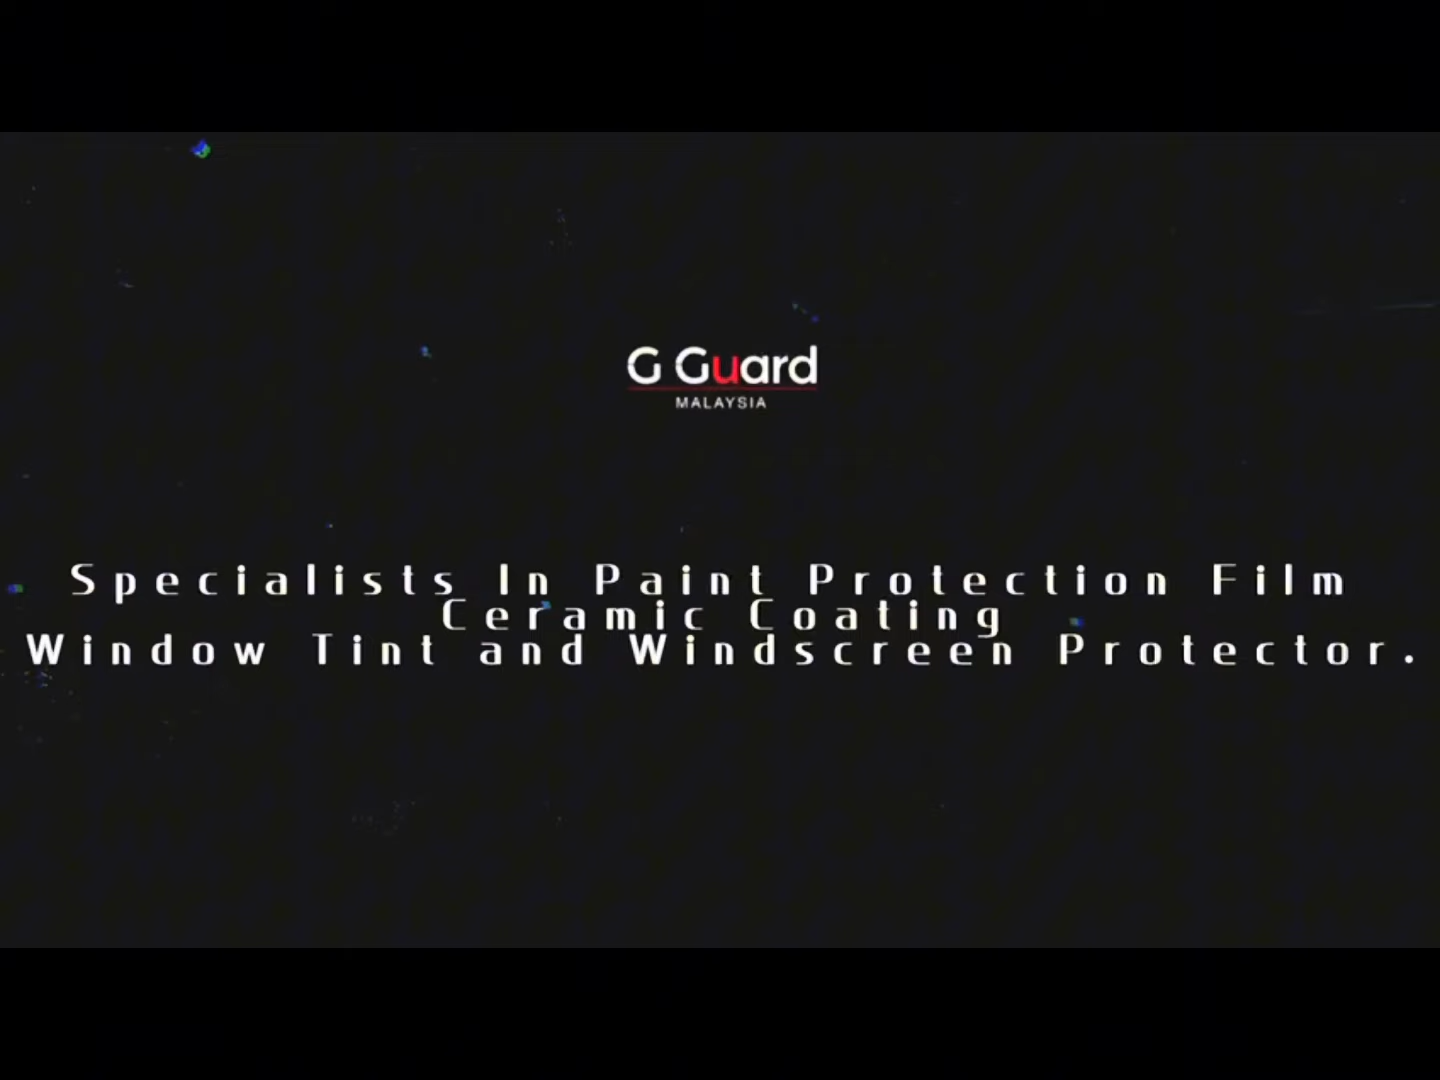 G Guard
MALAYSIA
Specialists In Paint Protection Film
Ceramic Coating
Window Tint and Windscreen Protector.